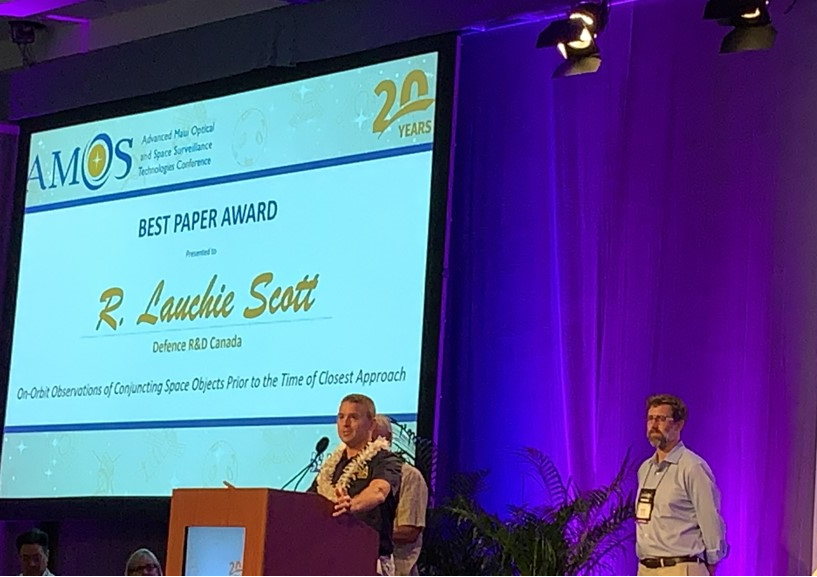 AMOS
Advanced Maui Optical
and Space Surveillance
Technologies Conference
20
YEARS
BEST PAPER AWARD
Presented to
R. Lauchie Scott
Defence R&D Canada
On-Orbit Observations of Conjuncting Space Objects Prior to the Time of Closest Approach
20